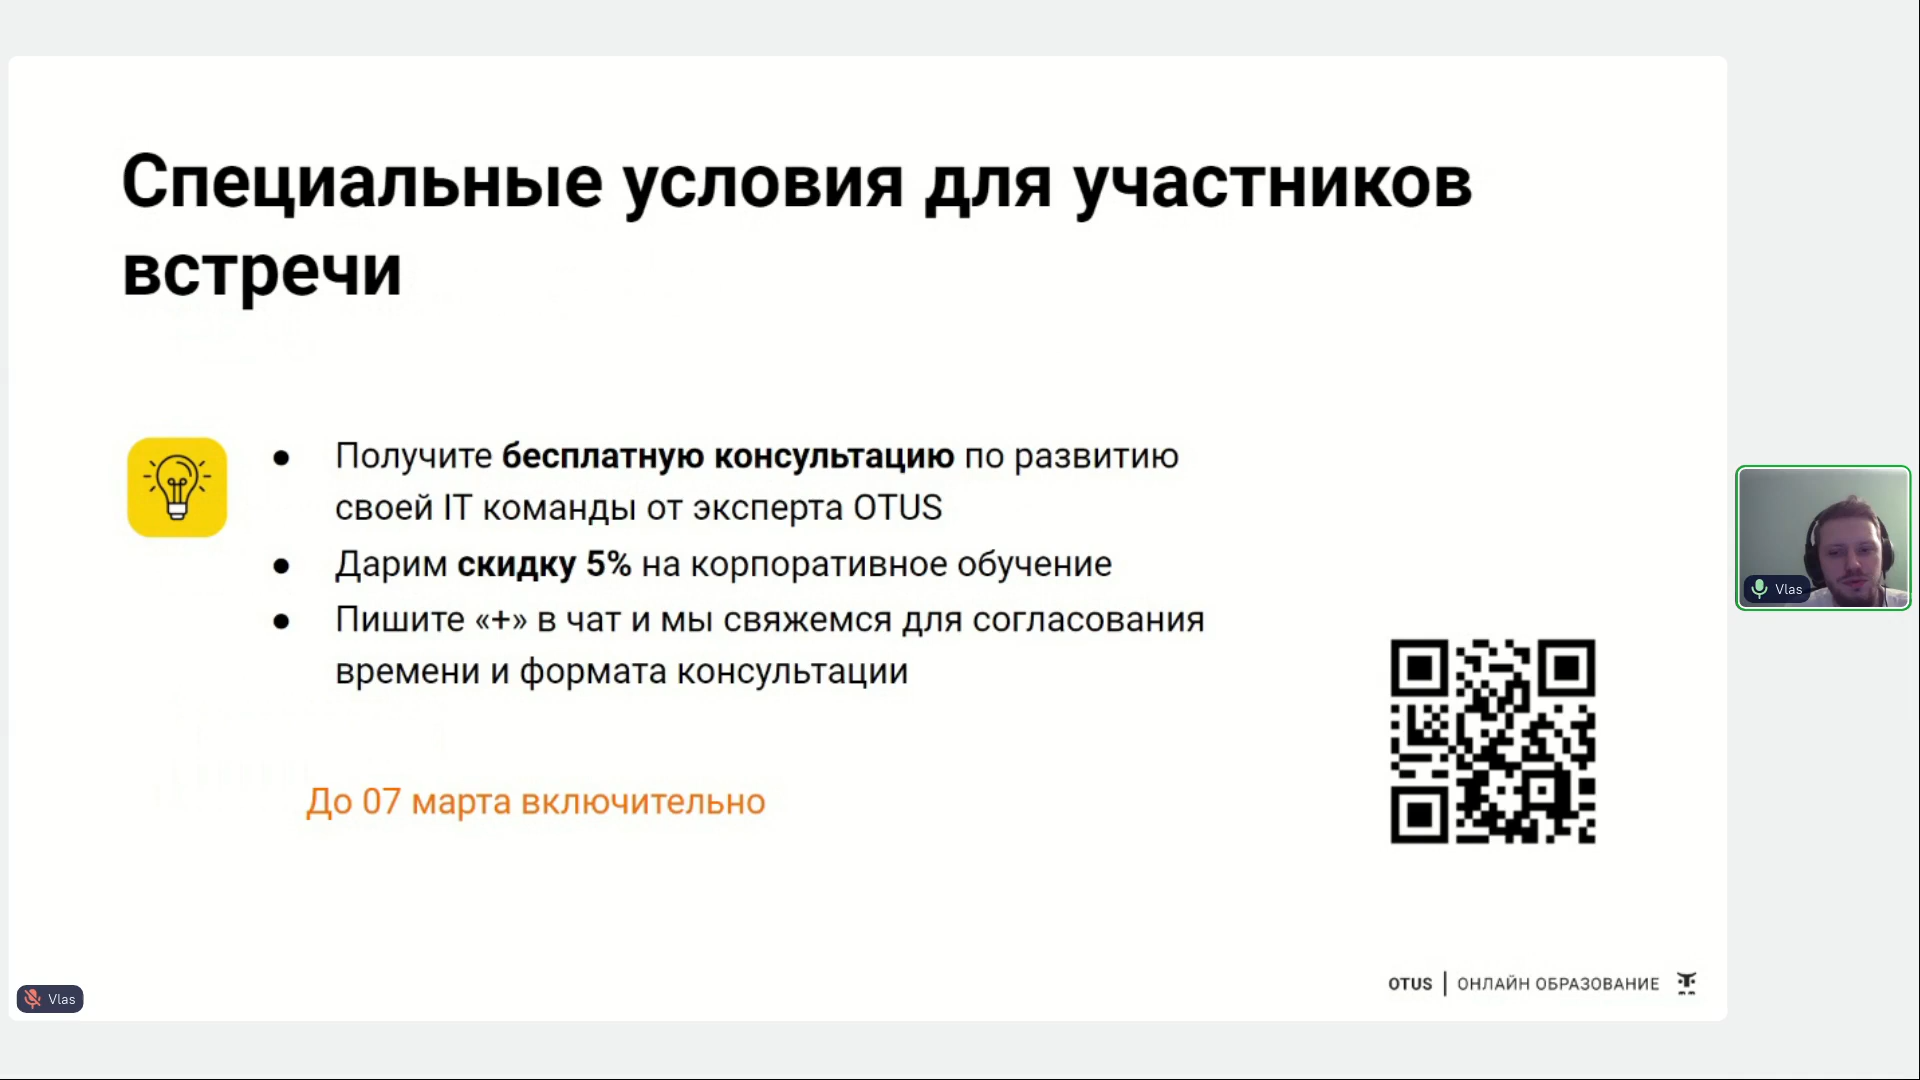 Специальные условия для участников
встречи
● Получите бесплатную консультацию по развитию
своей IT команды от эксперта OTUS
● Дарим скидку 5% на корпоративное обучение
● Пишите «+» в чат и мы свяжемся для согласования
времени и формата консультации
До 07 марта включительно
Vlas
OTUS | ОНЛАЙН ОБРАЗОВАНИЕ
Vlas